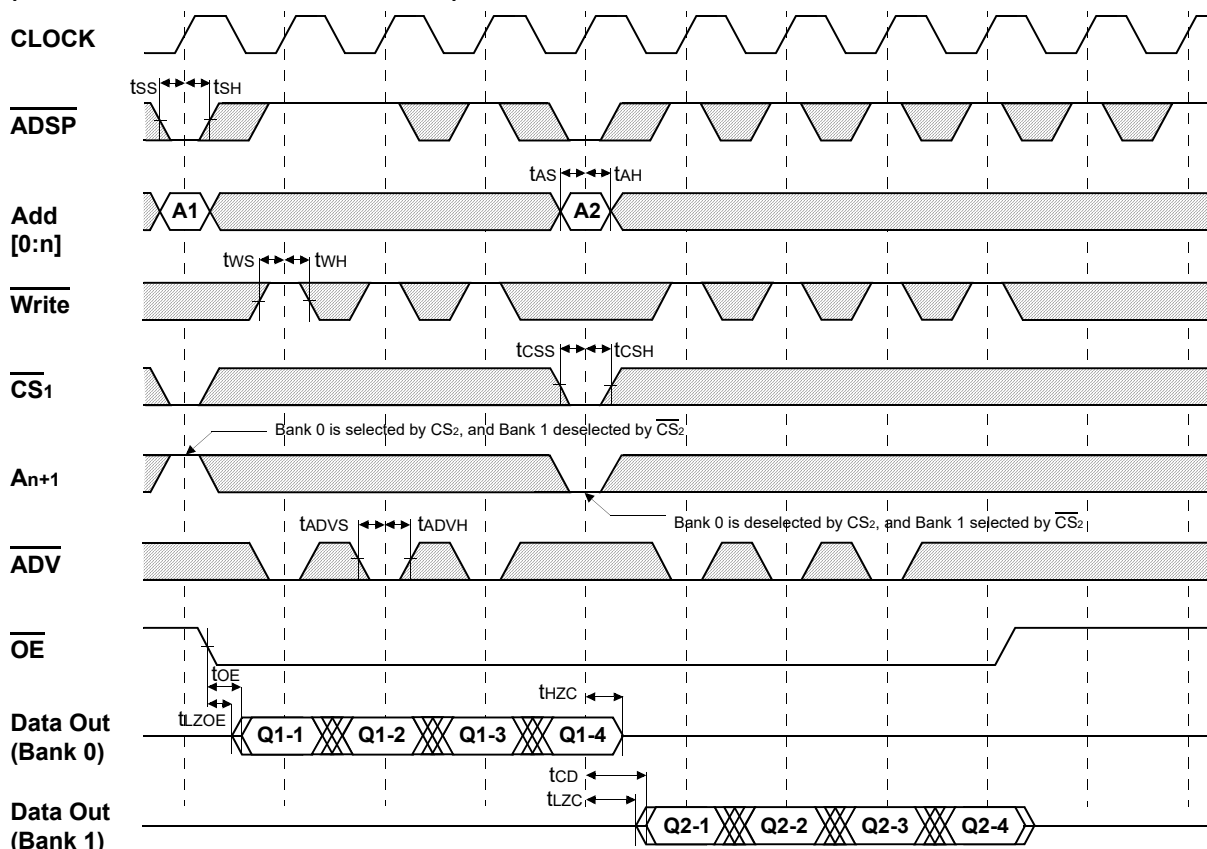 CLOCK
tSS tSH
ADSP
tAS tAH
Add
[0:n]
A1 A2
tWS tWH
Write
tCSS tCSH
CS1
Bank 0 is selected by CS2, and Bank 1 deselected by CS2
An+1
Bank 0 is deselected by CS2, and Bank 1 selected by CS2
tADVS tADVH
ADV
OE
tOE
tHZC
tLZOE
Data Out
(Bank 0)
Q1-1 Q1-2 Q1-3 Q1-4
tCD
tLZC
Data Out
(Bank 1)
Q2-1 Q2-2 Q2-3 Q2-4